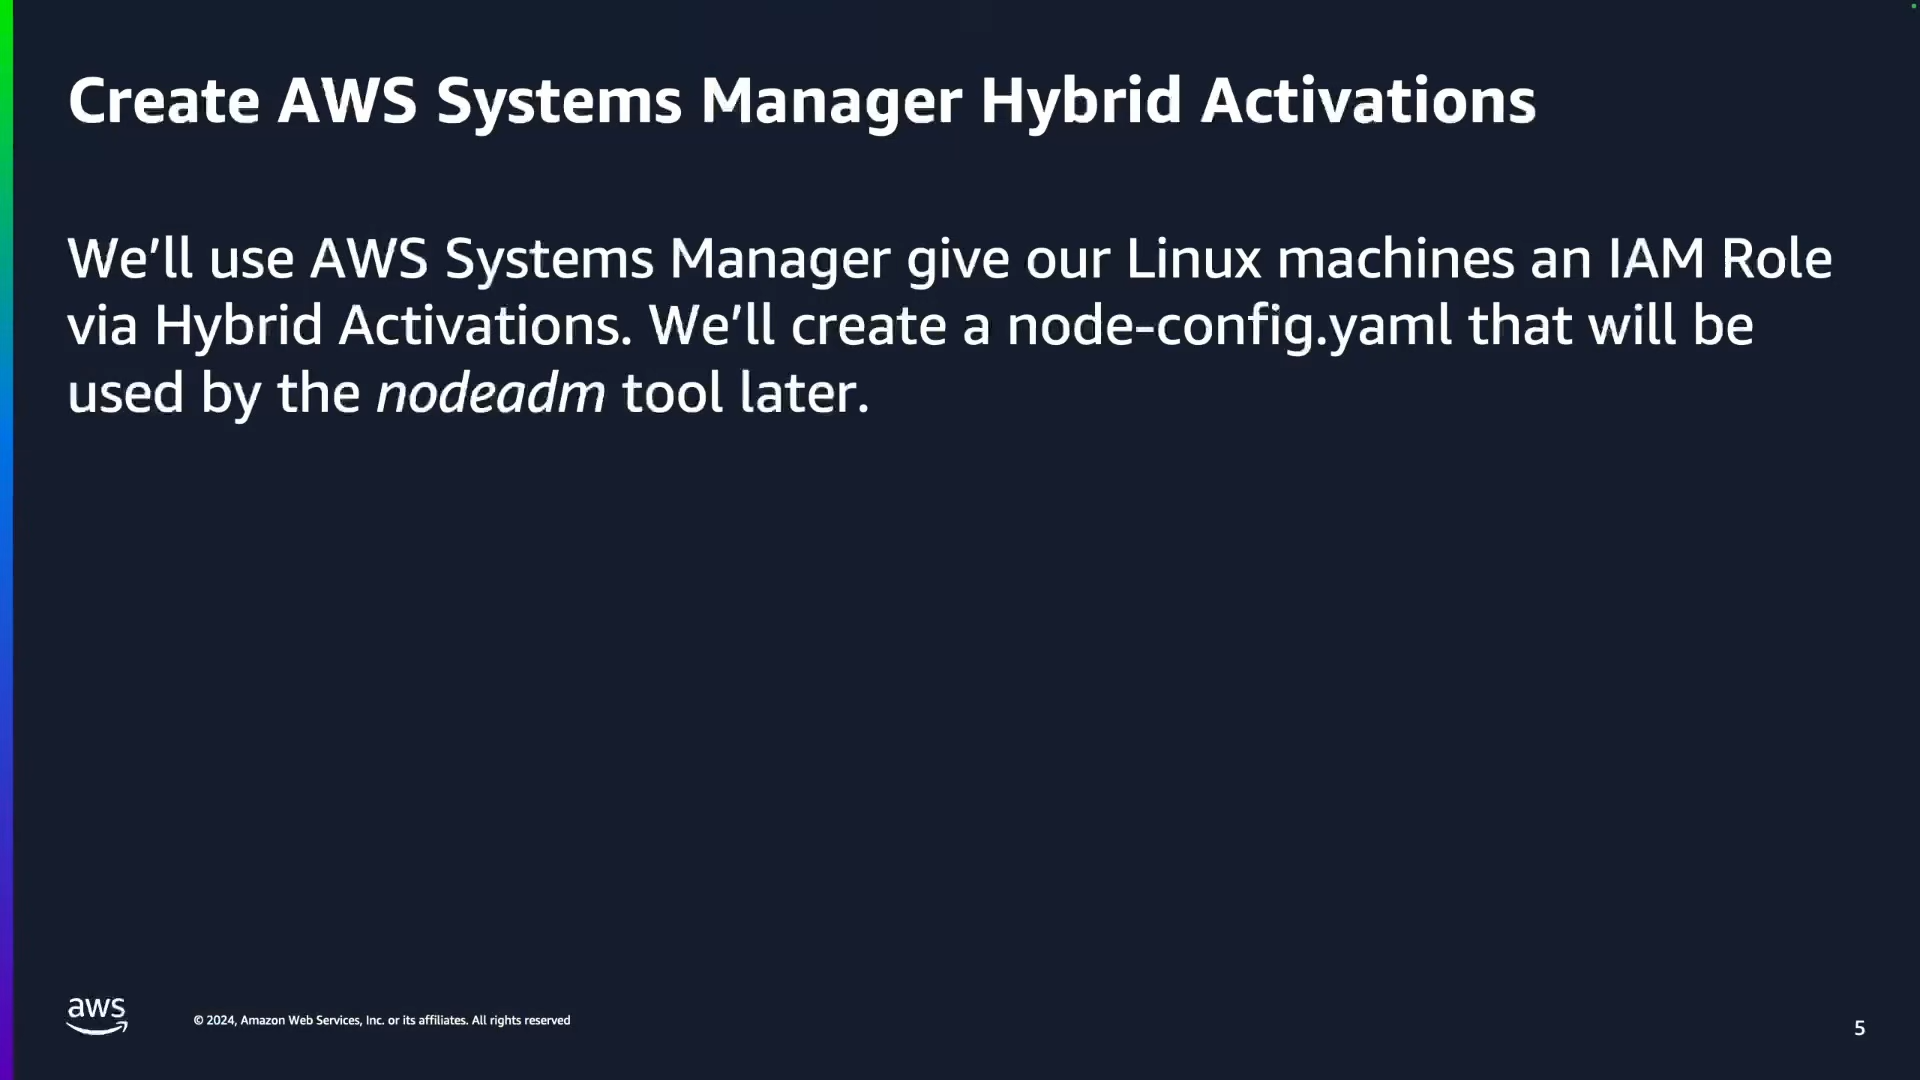 Create AWS Systems Manager Hybrid Activations
We’ll use AWS Systems Manager give our Linux machines an IAM Role
via Hybrid Activations. We’ll create a node-config.yaml that will be
used by the nodeadm tool later.
aws
© 2024, Amazon Web Services, Inc. or its affiliates. All rights reserved
5